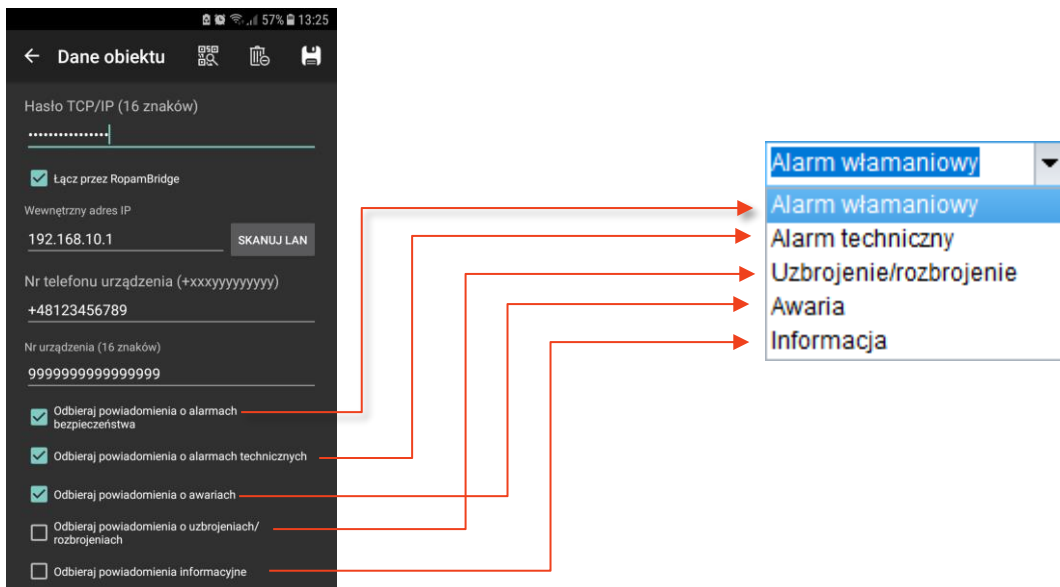 57% 13:25
Dane obiektu
Hasło TCP/IP (16 znaków)
••••••••••••••••
Łącz przez RopamBridge
Wewnętrzny adres IP
192.168.10.1 SKANUJ LAN
Nr telefonu urządzenia (+xxxyyyyyyyyy)
+48123456789
Nr urządzenia (16 znaków)
9999999999999999
Odbieraj powiadomienia o alarmach
bezpieczeństwa
Odbieraj powiadomienia o alarmach technicznych
Odbieraj powiadomienia o awariach
Odbieraj powiadomienia o uzbrojeniach/
rozbrojeniach
Odbieraj powiadomienia informacyjne
Alarm włamaniowy
Alarm włamaniowy
Alarm techniczny
Uzbrojenie/rozbrojenie
Awaria
Informacja